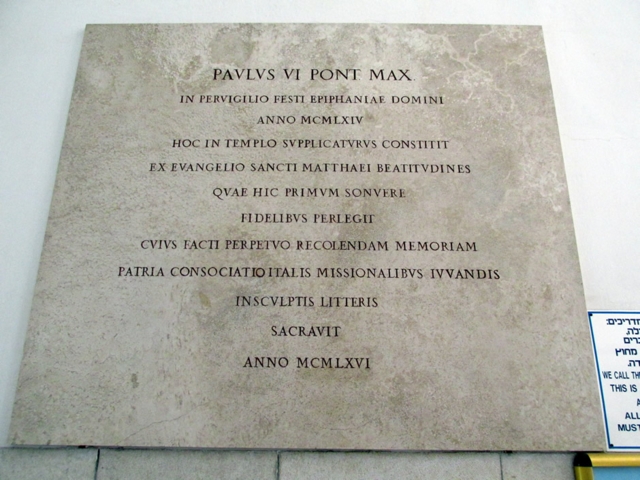 PAVLVS VI PONT MAX
IN PERVIGILIO FESTI EPIPHANIAE DOMINI
ANNO MCMLXIV
HOC IN TEMPLO SVPPLICATVRVS CONSTITIT
EX EVANGELIO SANCTI MATTHAEI BEATITVDINES
QVAE HIC PRIMVM SONVERE
FIDELIBVS PERLEGIT
CVIVS FACTI PERPETVO RECOLENDAM MEMORIAM
PATRIA CONSOCIATIO ITALIS MISSIONALIBVS IVVANDIS
INSCVLPTIS LITTERIS
SACRAVIT
ANNO MCMLXVI
מחוץ
WE CALL
THIS IS
ALL
MUST